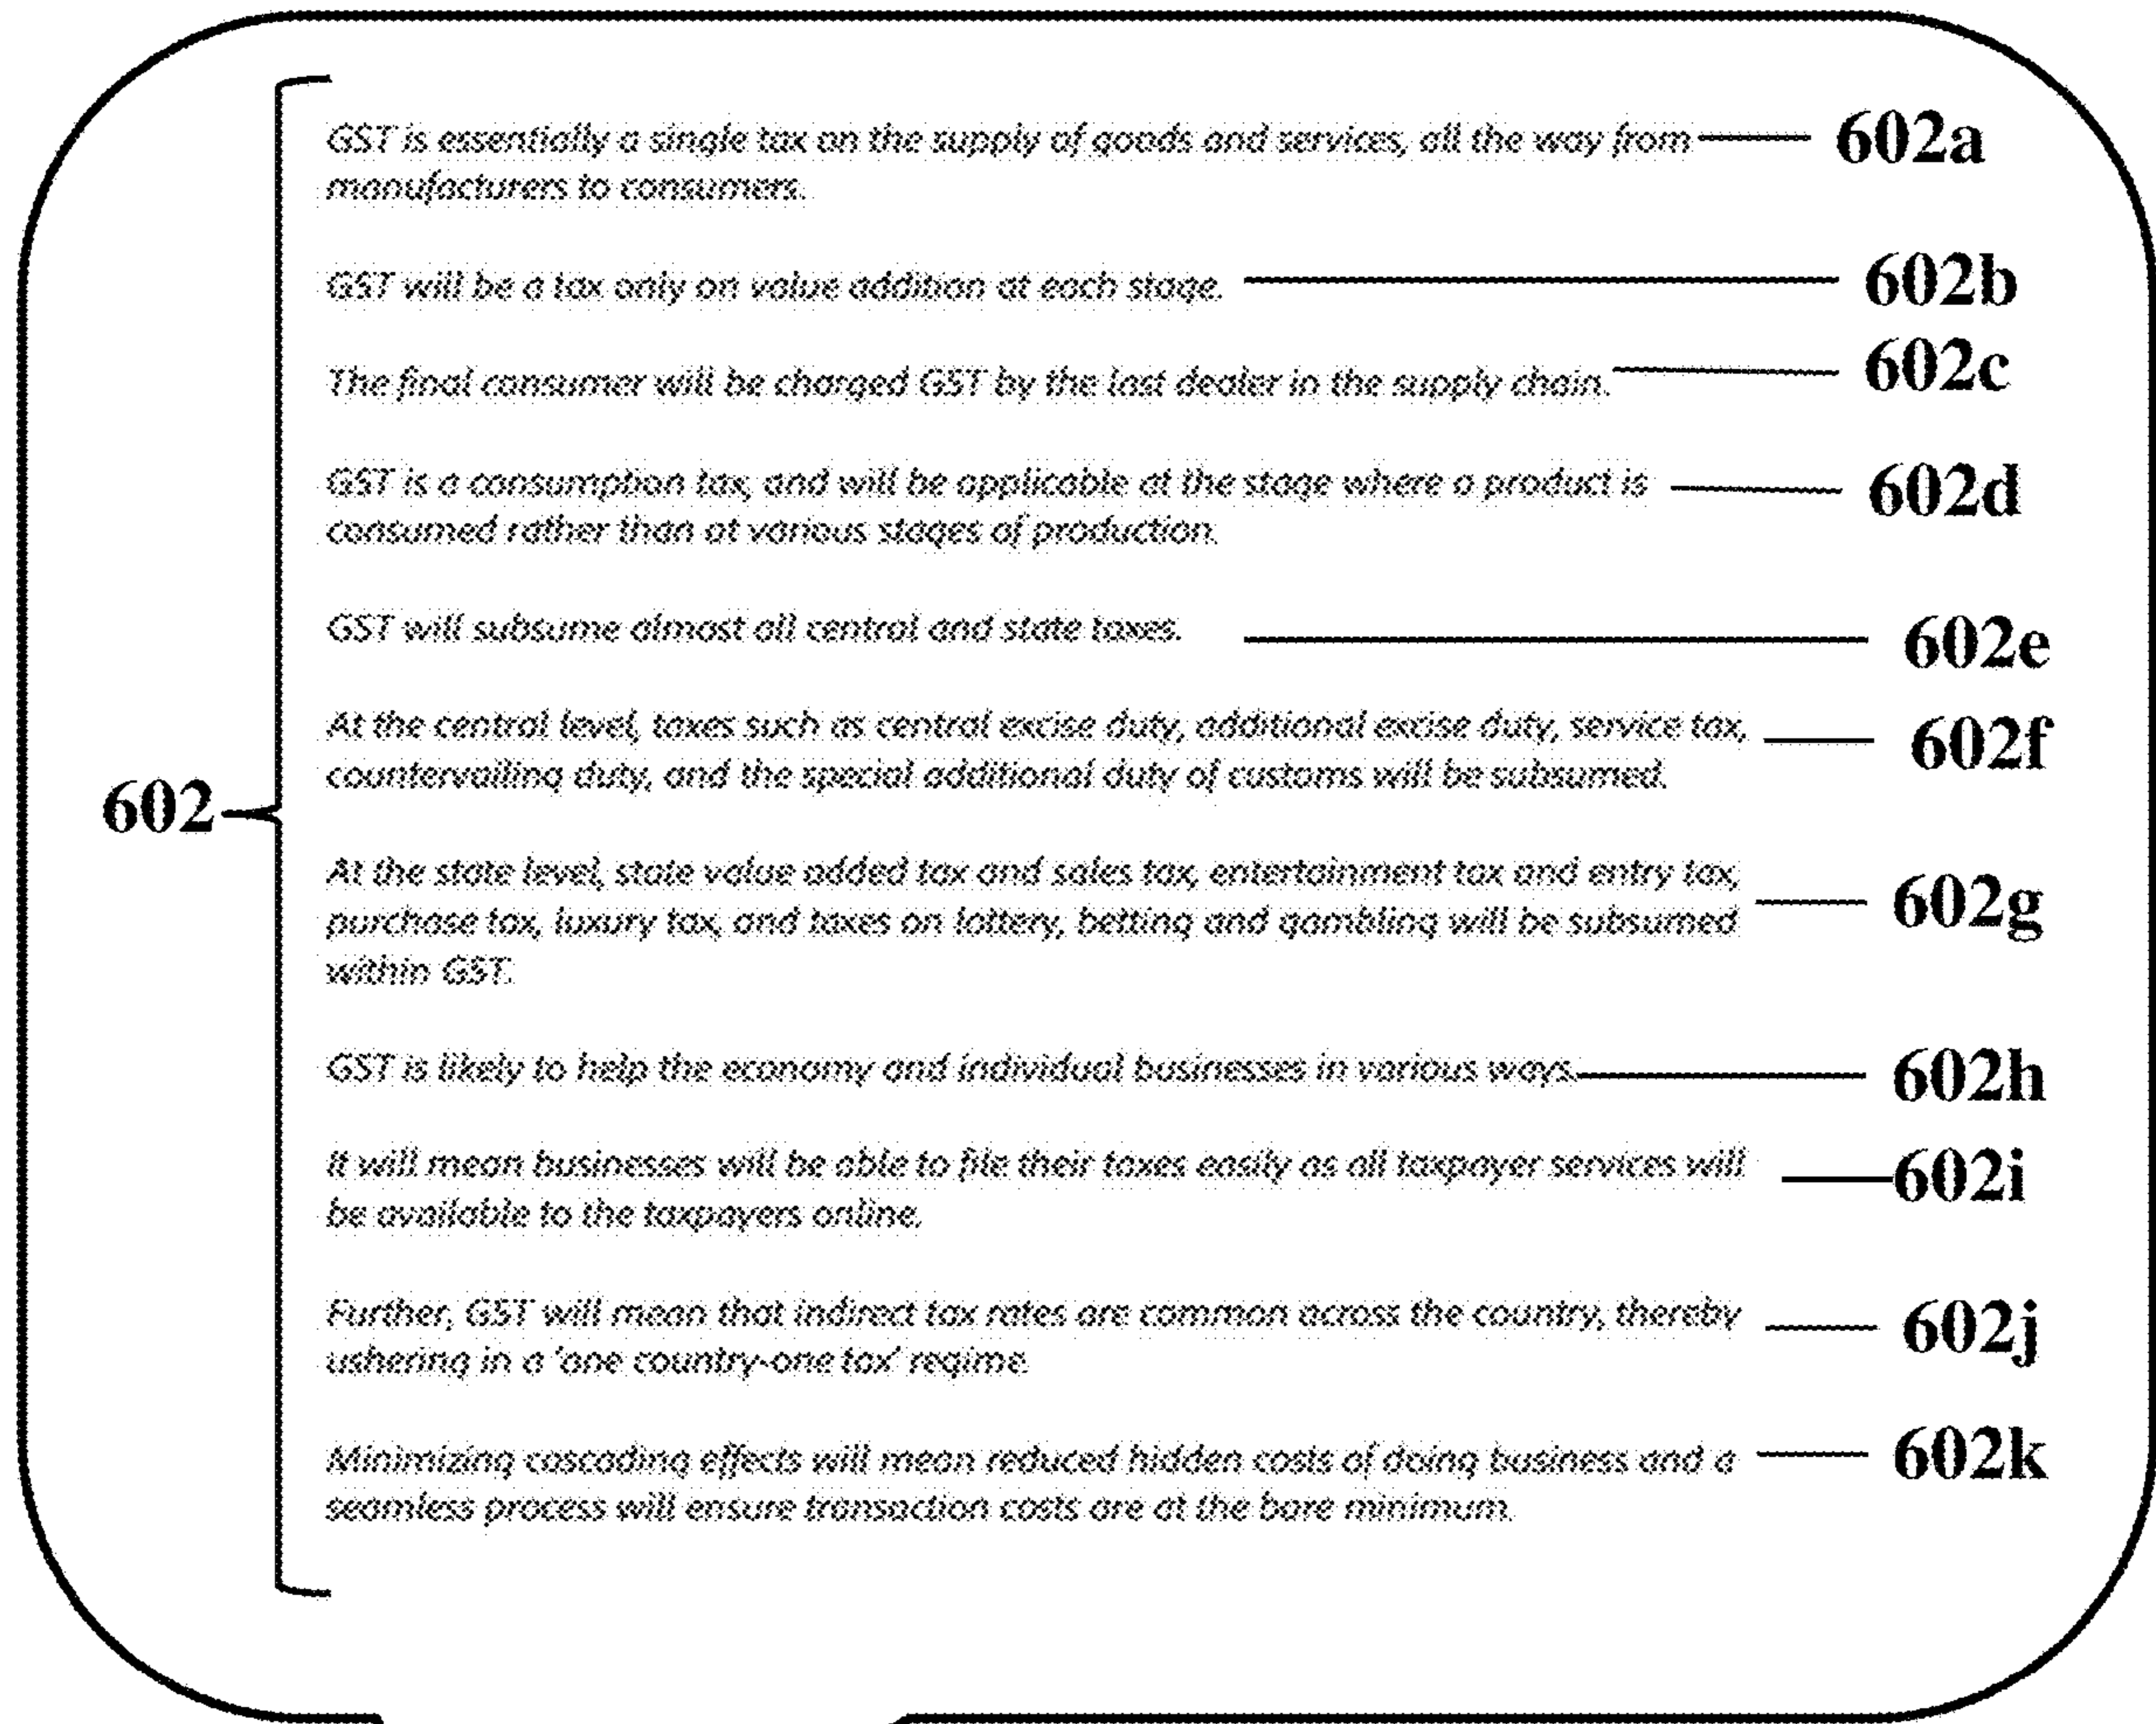 GST is essentially a single tax on the supply of goods and services, all the way from 602a
manufacturers to consumers.
GST will be a tax only on value addition at each stage. 602b
The final consumer will be charged GST by the last dealer in the supply chain. 602c
GST is a consumption tax, and will be applicable at the stage where a product is 602d
consumed rather than at various stages of production.
GST will subsume almost all central and state taxes. 602e
At the central level, taxes such as central excise duty, additional excise duty, service tax, 602f
countervailing duty, and the special additional duty of customs will be subsumed.
602
At the state level, state value added tax and sales tax, entertainment tax and entry tax,
purchase tax, luxury tax, and taxes on lottery, betting and gambling will be subsumed 602g
within GST.
GST is likely to help the economy and individual businesses in various ways. 602h
It will mean businesses will be able to file their taxes easily as all taxpayer services will 602i
be available to the taxpayers online.
Further, GST will mean that indirect tax rates are common across the country, thereby 602j
ushering in a 'one country-one tax' regime.
Minimizing cascading effects will mean reduced hidden costs of doing business and a 602k
seamless process will ensure transaction costs are at the bare minimum.